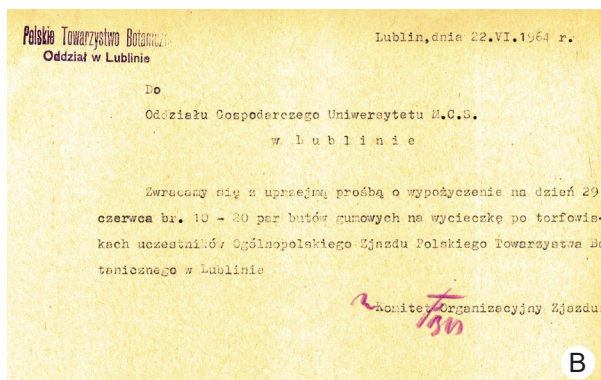 Polskie Towarzystwo Botaniczn
Oddział w Lublinie
Lublin,dnia 22.VI.1964 r.
Do
Oddziału Gospodarczego Uniwersytetu M.C.S.
w Lublinie
Zwracamy się z uprzejmą prośbą o wypożyczenie na dzień 29
czerwca br. 10 - 20 par butów gumowych na wycieczkę po torfowis-
kach uczestników Ogólnopolskiego Zjazdu Polskiego Towarzystwa Bo
tanicznego w Lublinie
Komitet Organizacyjny Zjazdu
B